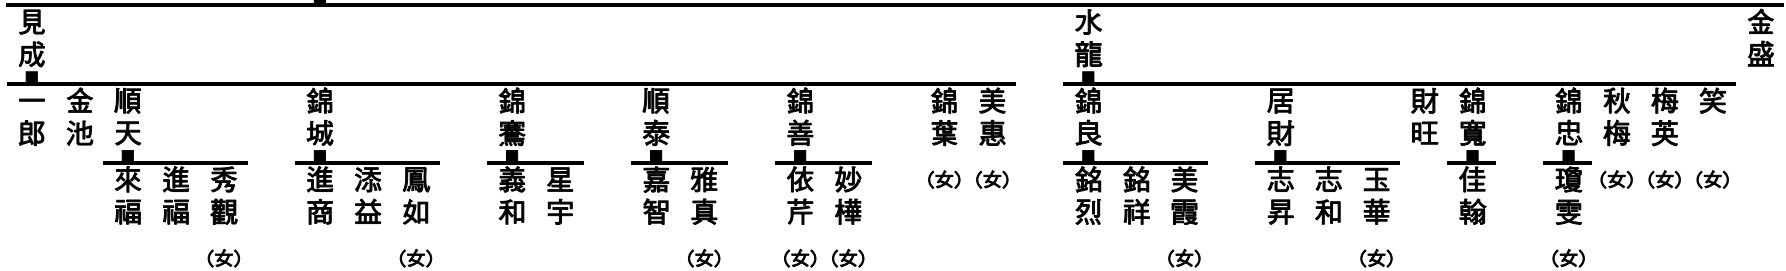 見成 水龍 金盛
一郎 金池 順天 錦城 錦鶱 順泰 錦善 錦葉 美惠 錦良 居財 財旺 錦寬 錦忠 秋梅 梅英 笑
(女) (女) (女) (女) (女)
來福 進福 秀觀 進商 添益 鳳如 義和 星宇 嘉智 雅真 依芹 妙樺 銘烈 銘祥 美霞 志昇 志和 玉華 佳翰 瓊雯
(女) (女) (女) (女) (女) (女) (女) (女)